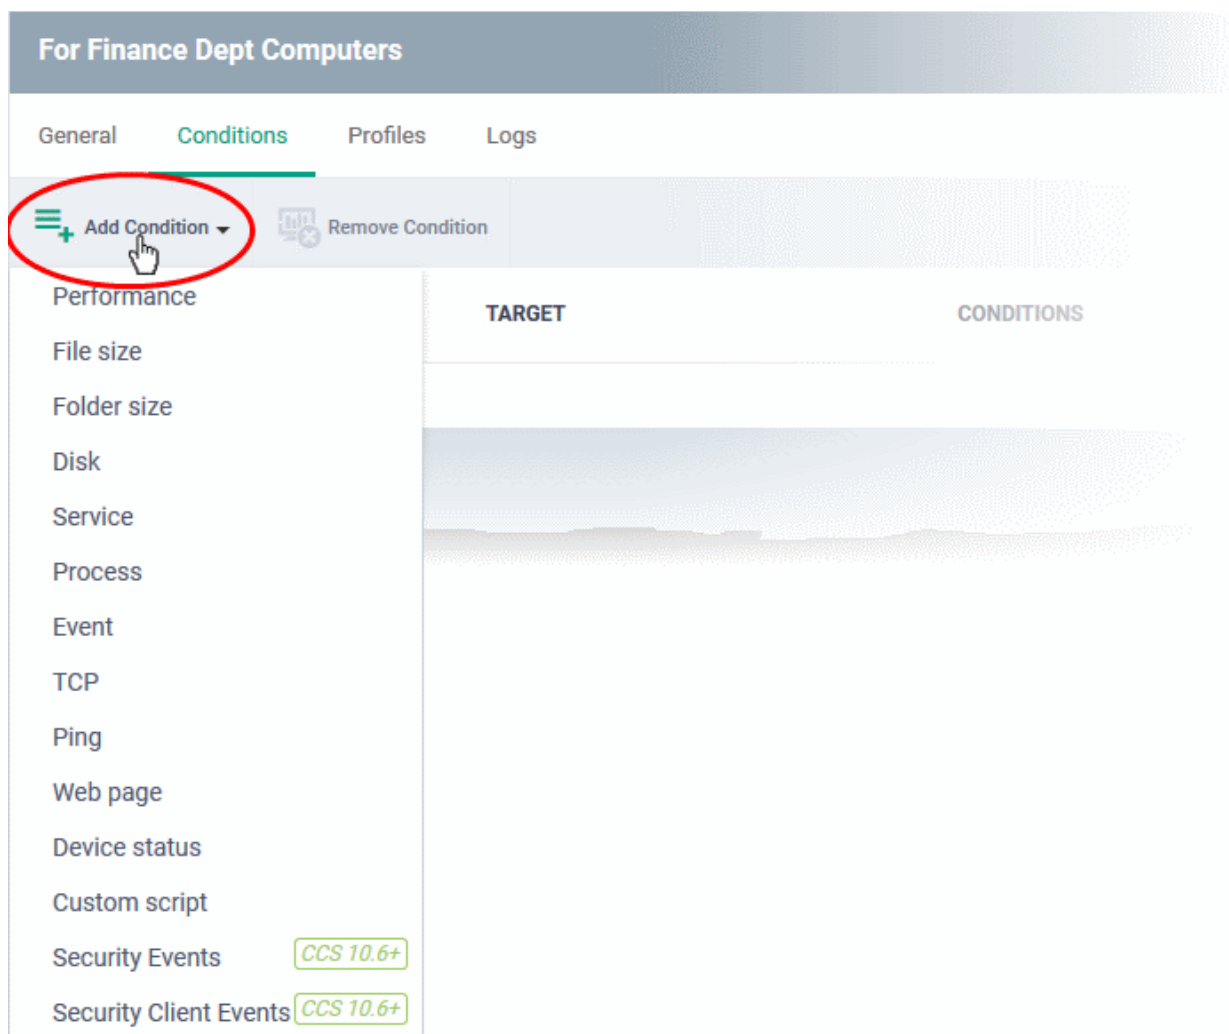 For Finance Dept Computers
General Conditions Profiles Logs
Add Condition Remove Condition
Performance
TARGET CONDITIONS
File size
Folder size
Disk
Service
Process
Event
TCP
Ping
Web page
Device status
Custom script
Security Events CCS 10.6+
Security Client Events CCS 10.6+